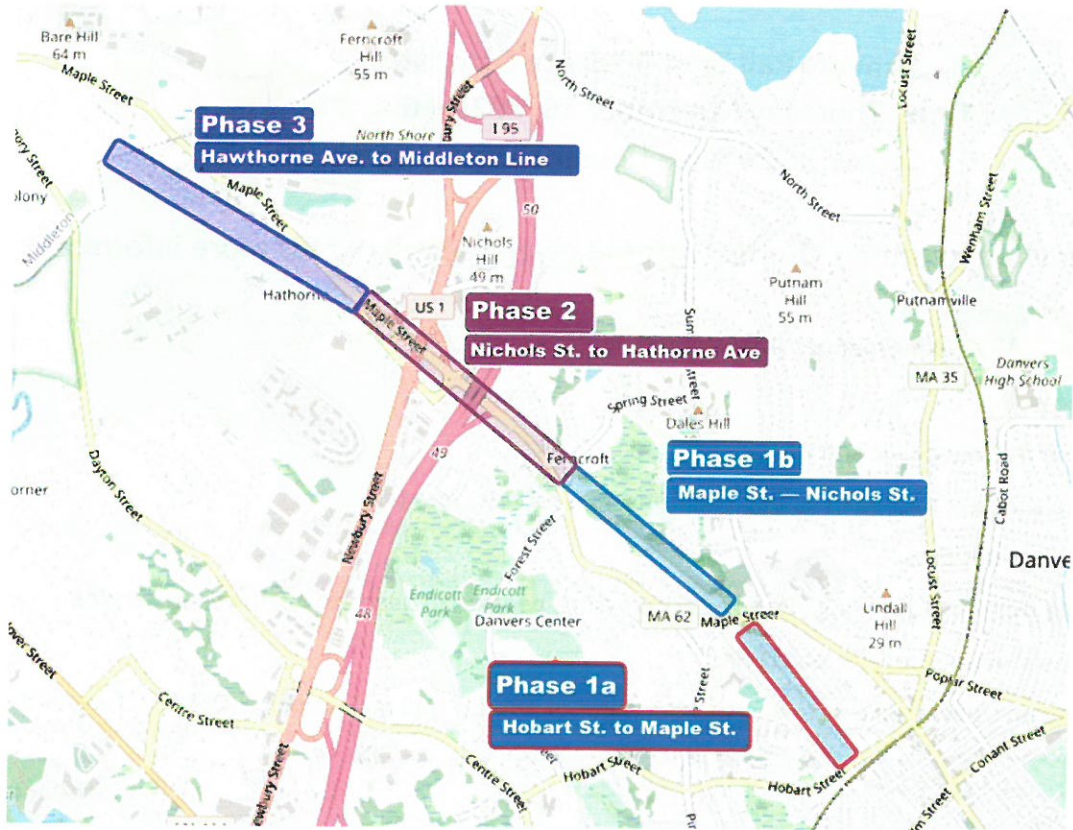 Bare Hill
64 m
Ferncroft
Hill
55 m
Maple Street
North Street
Locust Street
Phase 3
North Shore
I 95
Hawthorne Ave. to Middleton Line
Maple Street
North Street
Wenham Street
50
Middleton
Nichols
Hill
49 m
Putnam
Hill
55 m
Putnamville
Hathorne
US 1
Maple Street
Phase 2
Nichols St. to Hathorne Ave
MA 35
Danvers
High School
Spring Street
Dales Hill
49
Ferncroft
Phase 1b
Maple St. — Nichols St.
Dayton Street
Newbury Street
Forest Street
Cabot Road
Locust Street
Endicott
Park
Endicott
Park
Danvers Center
48
MA 62
Maple Street
Lindall
Hill
29 m
Phase 1a
Hobart St. to Maple St.
Poplar Street
Centre Street
Centre Street
Hobart Street
Hobart Street
Conant Street